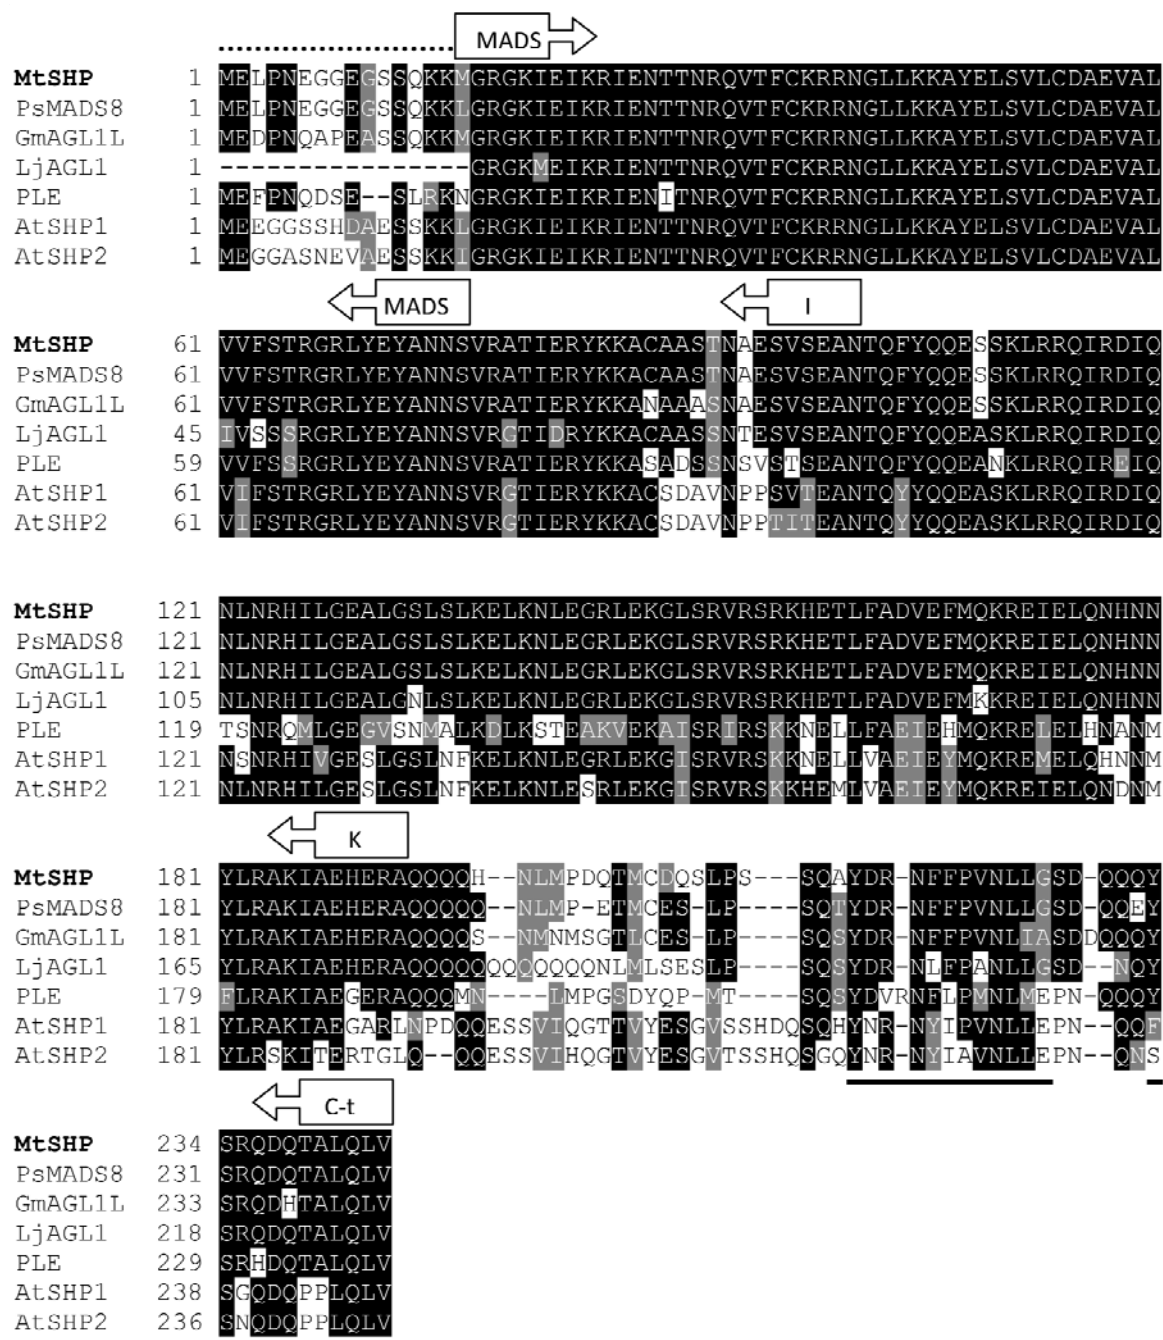 MADS
MtSHP 1 MELPNEGGEGSSQKKMGRGKIEIKRIENTTNRQVTFCKRRNGLLKKAYELSVLCDAEVAL
PsMADS8 1 MELPNEGGEGSSQKKLGRGKIEIKRIENTTNRQVTFCKRRNGLLKKAYELSVLCDAEVAL
GmAGL1L 1 MEDPNQAPEASSQKKMGRGKIEIKRIENTTNRQVTFCKRRNGLLKKAYELSVLCDAEVAL
LjAGL1 1 ----------------GRGKMEIKRIENTTNRQVTFCKRRNGLLKKAYELSVLCDAEVAL
PLE 1 MEFPNQDSE--SLRKNGRGKIEIKRIENITNRQVTFCKRRNGLLKKAYELSVLCDAEVAL
AtSHP1 1 MEEGGSSHDAESSKKLGRGKIEIKRIENTTNRQVTFCKRRNGLLKKAYELSVLCDAEVAL
AtSHP2 1 MEGGASNEVAESSKKIGRGKIEIKRIENTTNRQVTFCKRRNGLLKKAYELSVLCDAEVAL
MADS I
MtSHP 61 VVFSTRGRLYEYANNSVRATIERYKKACAASTNAESVSEANTQFYQQESSKLRRQIRDIQ
PsMADS8 61 VVFSTRGRLYEYANNSVRATIERYKKACAASTNAESVSEANTQFYQQESSKLRRQIRDIQ
GmAGL1L 61 VVFSTRGRLYEYANNSVRATIERYKKANAAASNAESVSEANTQFYQQESSKLRRQIRDIQ
LjAGL1 45 IVSSSRGRLYEYANNSVRGTIDRYKKACAASSNTESVSEANTQFYQQEASKLRRQIRDIQ
PLE 59 VVFSSRGRLYEYANNSVRATIERYKKASADSSNSVSTSEANTQFYQQEANKLRRQIREIQ
AtSHP1 61 VIFSTRGRLYEYANNSVRGTIERYKKACSDAVNPPSVTEANTQYYQQEASKLRRQIRDIQ
AtSHP2 61 VIFSTRGRLYEYANNSVRGTIERYKKACSDAVNPPTITEANTQYYQQEASKLRRQIRDIQ
MtSHP 121 NLNRHILGEALGSLSLKELKNLEGRLEKGLSRVRSRKHETLFADVEFMQKREIELQNHNN
PsMADS8 121 NLNRHILGEALGSLSLKELKNLEGRLEKGLSRVRSRKHETLFADVEFMQKREIELQNHNN
GmAGL1L 121 NLNRHILGEALGSLSLKELKNLEGRLEKGLSRVRSRKHETLFADVEFMQKREIELQNHNN
LjAGL1 105 NLNRHILGEALGNLSLKELKNLEGRLEKGLSRVRSRKHETLFADVEFMKKREIELQNHNN
PLE 119 TSNRQMLGEGVSNMALKDLKSTEAKVEKAISRIRSKKNELLFAEIEHMQKRELELHNANM
AtSHP1 121 NSNRHIVGESLGSLNFKELKNLEGRLEKGISRVRSKKNELLVAEIEYMQKREMELQHNNM
AtSHP2 121 NLNRHILGESLGSLNFKELKNLESRLEKGISRVRSKKHEMLVAEIEYMQKREIELQNDNM
K
MtSHP 181 YLRAKIAEHERAQQQQH--NLMPDQTMCDQSLPS---SQAYDR-NFFPVNLLGSD-QQQY
PsMADS8 181 YLRAKIAEHERAQQQQQ--NLMP-ETMCES-LP----SQTYDR-NFFPVNLLGSD-QQEY
GmAGL1L 181 YLRAKIAEHERAQQQQS--NMNMSGTLCES-LP----SQSYDR-NFFPVNLIASDDQQQY
LjAGL1 165 YLRAKIAEHERAQQQQQQQQQQQNLMLSESLP----SQSYDR-NLFPANLLGSD--NQY
PLE 179 FLRAKIAEGERAQQQMN----LMPGSDYQP-MT----SQSYDVRNFLPMNLMEPN-QQQY
AtSHP1 181 YLRAKIAEGARLNPDQQESSVIQGTTVYESGVSSHDQSQHYNR-NYIPVNLLEPN--QQF
AtSHP2 181 YLRSKITERTGLQ--QQESSVIHQGTVYESGVTSSHQSGQYNR-NYIAVNLLEPN--QNS
C-t
MtSHP 234 SRQDQTALQLV
PsMADS8 231 SRQDQTALQLV
GmAGL1L 233 SRQDHTALQLV
LjAGL1 218 SRQDQTALQLV
PLE 229 SRHDQTALQLV
AtSHP1 238 SGQDQPPLQLV
AtSHP2 236 SNQDQPPLQLV